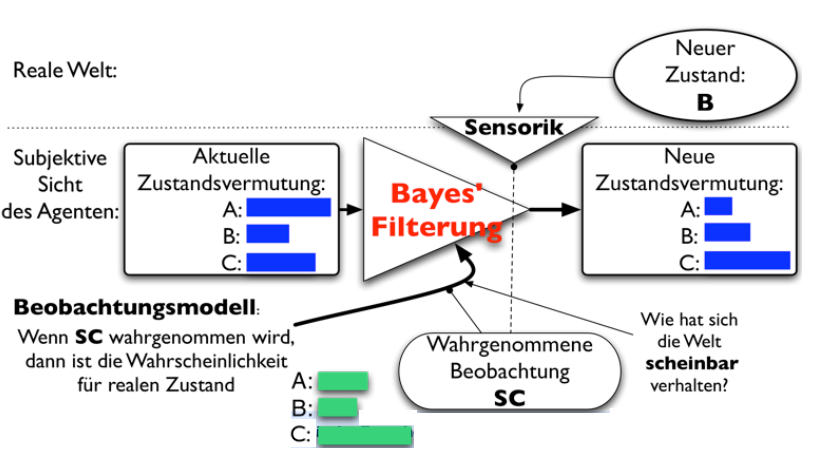 Neuer
Zustand:
B
Reale Welt:
Sensorik
Subjektive
Sicht
des Agenten:
Aktuelle
Zustandsvermutung:
A:
B:
C:
Bayes'
Filterung
Neue
Zustandsvermutung:
A:
B:
C:
Beobachtungsmodell:
Wenn SC wahrgenommen wird,
dann ist die Wahrscheinlichkeit
für realen Zustand
A:
B:
C:
Wahrgenommene
Beobachtung
SC
Wie hat sich
die Welt
scheinbar
verhalten?